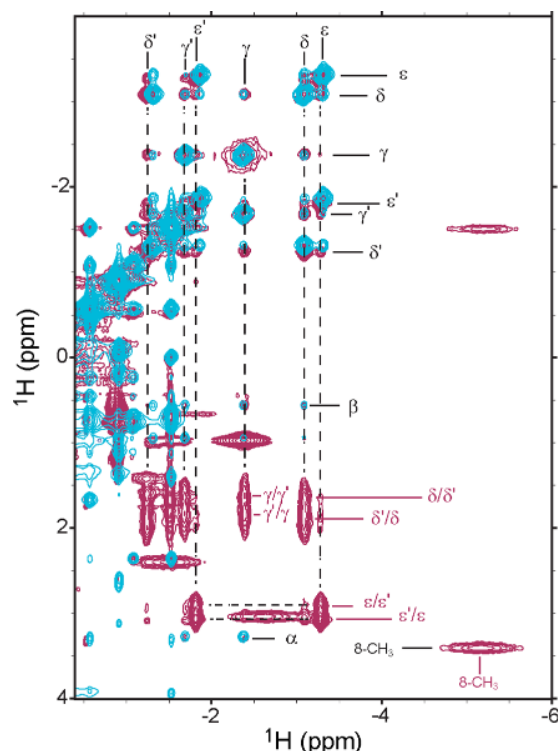 δ' γ' ε' γ δ ε
ε
δ
γ
-2
ε'
γ'
δ'
0
¹H (ppm)
β
γ/γ'
γ'/γ
δ/δ'
2
δ'/δ
ε/ε'
ε'/ε
α
8-CH₃
8-CH₃
4
-2 -4 -6
¹H (ppm)